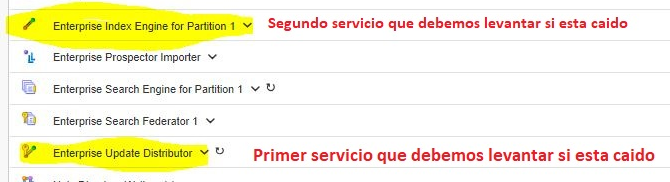 Enterprise Index Engine for Partition 1 Segundo servicio que debemos levantar si esta caido
Enterprise Prospector Importer
Enterprise Search Engine for Partition 1
Enterprise Search Federator 1
Enterprise Update Distributor Primer servicio que debemos levantar si esta caido